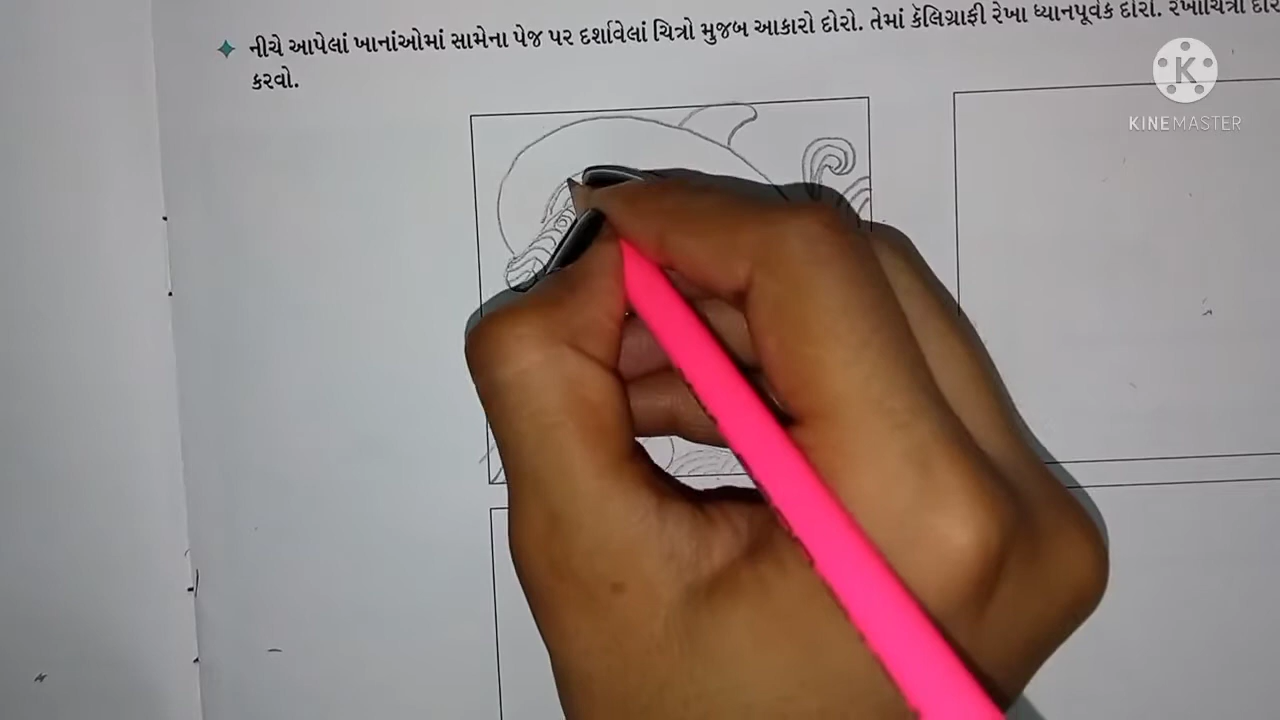 નીચે આપેલાં ખાનાંઓમાં સામેના પેજ પર દર્શાવેલાં ચિત્રો મુજબ આકારો દોરો. તેમાં કૅલિગ્રાફી રેખા ધ્યાનપૂર્વક દોરો. રેખાચિત્રો
કરવો.
K
KINEMASTER